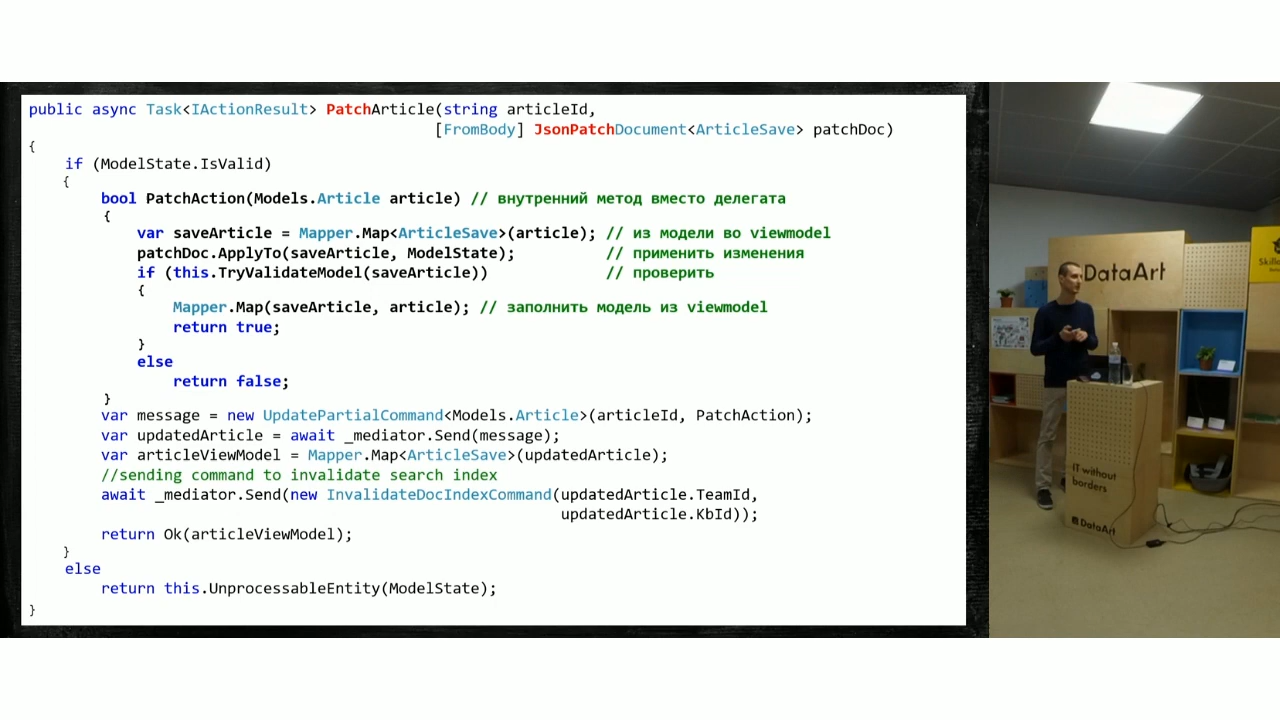 public async Task<IActionResult> PatchArticle(string articleId,
[FromBody] JsonPatchDocument<ArticleSave> patchDoc)
{
if (ModelState.IsValid)
{
bool PatchAction(Models.Article article) // внутренний метод вместо делегата
{
var saveArticle = Mapper.Map<ArticleSave>(article); // из модели во viewmodel
patchDoc.ApplyTo(saveArticle, ModelState); // применить изменения
if (this.TryValidateModel(saveArticle)) // проверить
{
Mapper.Map(saveArticle, article); // заполнить модель из viewmodel
return true;
}
else
return false;
}
var message = new UpdatePartialCommand<Models.Article>(articleId, PatchAction);
var updatedArticle = await _mediator.Send(message);
var articleViewModel = Mapper.Map<ArticleSave>(updatedArticle);
//sending command to invalidate search index
await _mediator.Send(new InvalidateDocIndexCommand(updatedArticle.TeamId,
updatedArticle.KbId));
return Ok(articleViewModel);
}
else
return this.UnprocessableEntity(ModelState);
}
DataArt
IT without
borders
DataArt